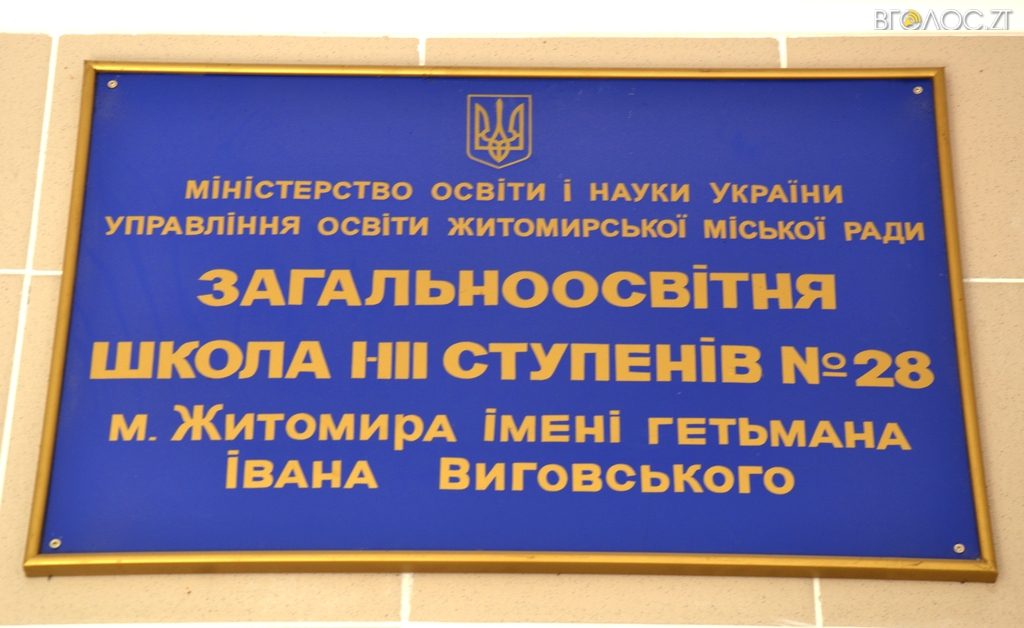 ВГОЛОС.ZT
МІНІСТЕРСТВО ОСВІТИ І НАУКИ УКРАЇНИ
УПРАВЛІННЯ ОСВІТИ ЖИТОМИРСЬКОЇ МІСЬКОЇ РАДИ
ЗАГАЛЬНООСВІТНЯ
ШКОЛА І-ІІІ СТУПЕНІВ №28
м. Житомира імені гетьмана
Івана Виговського